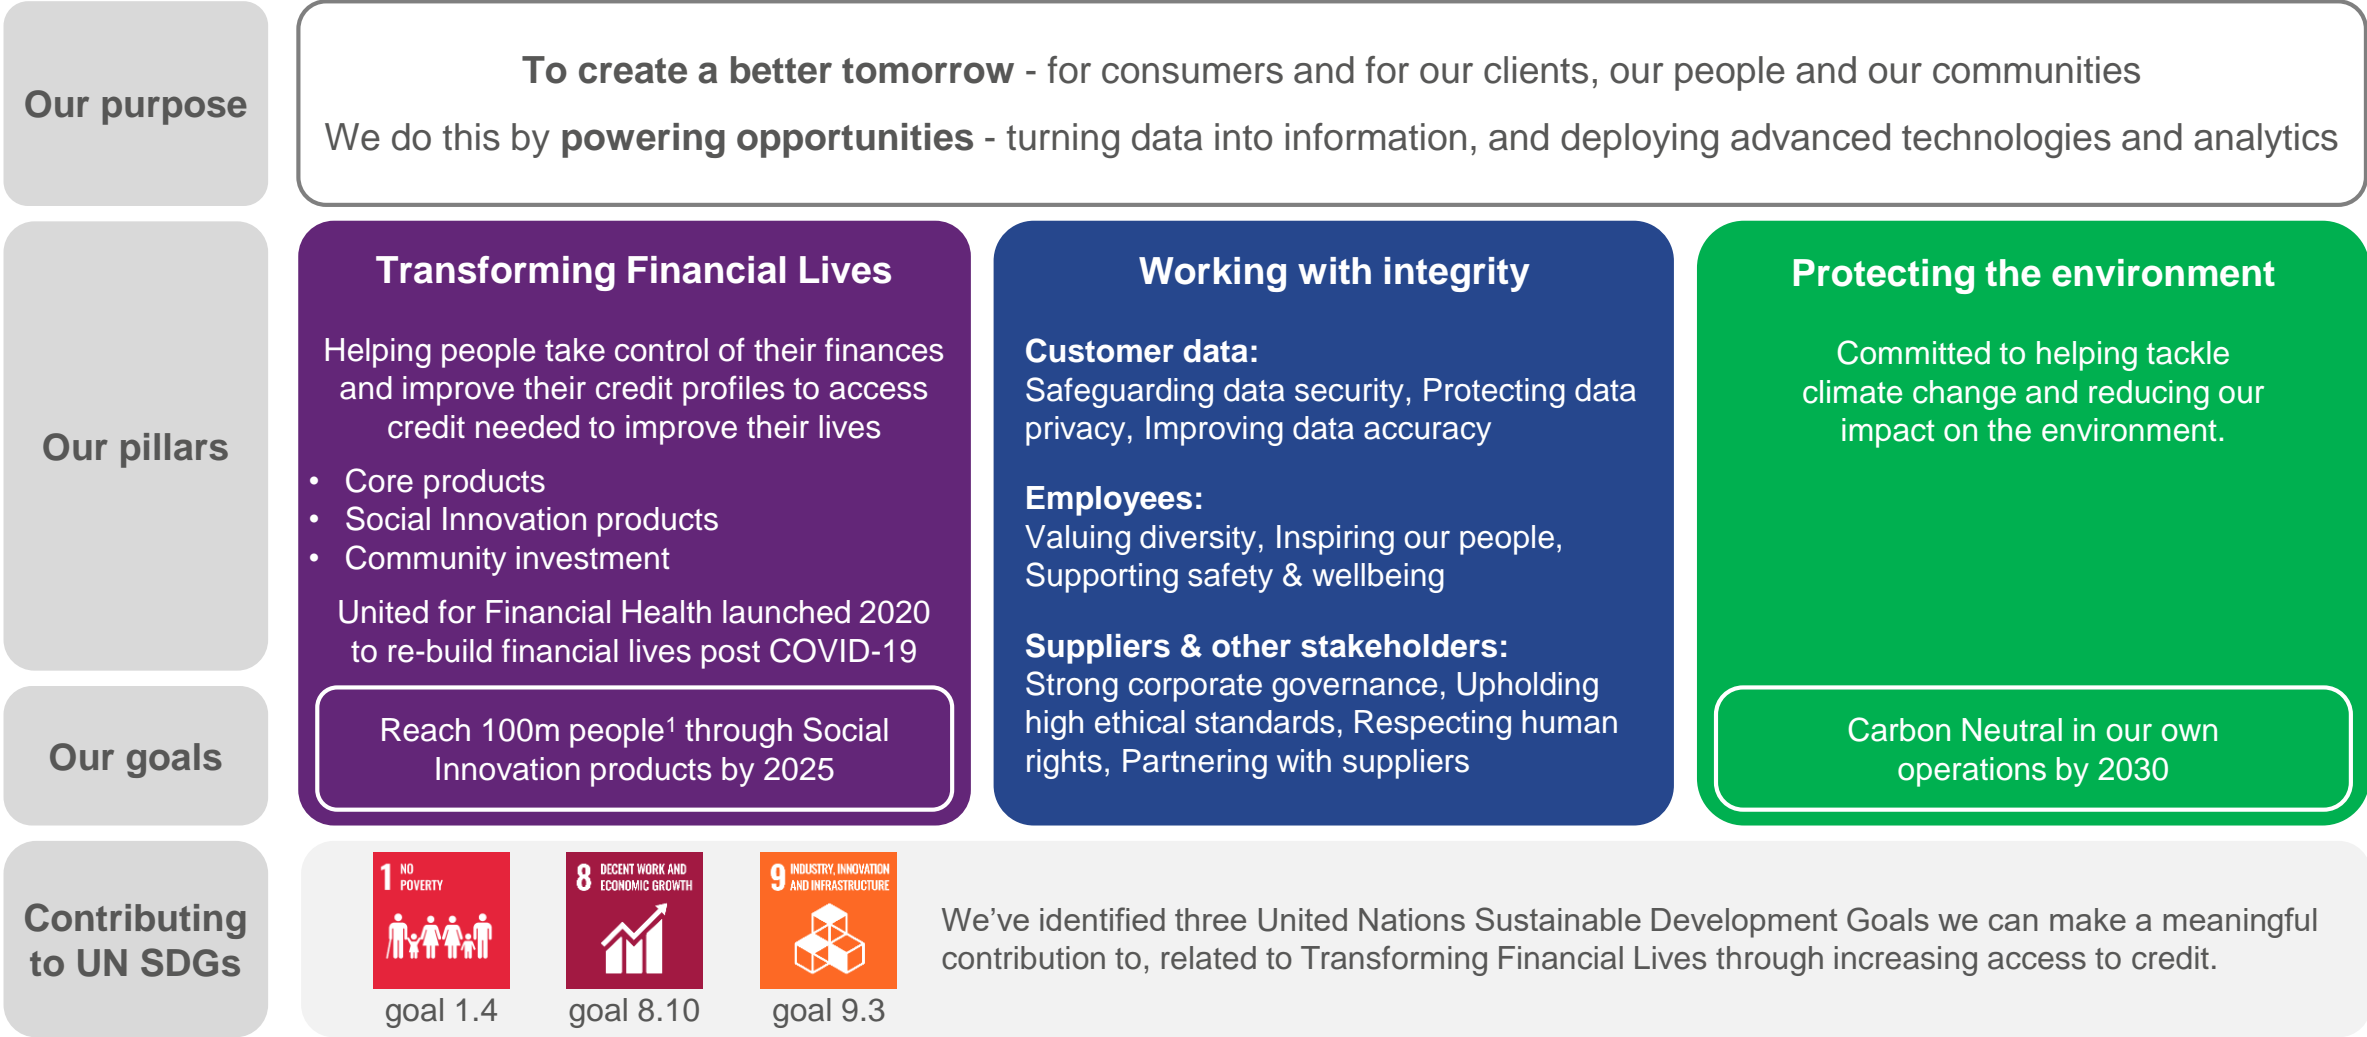 Our purpose
To create a better tomorrow - for consumers and for our clients, our people and our communities
We do this by powering opportunities - turning data into information, and deploying advanced technologies and analytics
Our pillars
Transforming Financial Lives
Helping people take control of their finances
and improve their credit profiles to access
credit needed to improve their lives
• Core products
• Social Innovation products
• Community investment
United for Financial Health launched 2020
to re-build financial lives post COVID-19
Working with integrity
Customer data:
Safeguarding data security, Protecting data
privacy, Improving data accuracy
Employees:
Valuing diversity, Inspiring our people,
Supporting safety & wellbeing
Suppliers & other stakeholders:
Strong corporate governance, Upholding
high ethical standards, Respecting human
rights, Partnering with suppliers
Protecting the environment
Committed to helping tackle
climate change and reducing our
impact on the environment.
Our goals
Reach 100m people¹ through Social
Innovation products by 2025
Carbon Neutral in our own
operations by 2030
Contributing
to UN SDGs
1 NO
POVERTY
goal 1.4
8 DECENT WORK AND
ECONOMIC GROWTH
goal 8.10
9 INDUSTRY, INNOVATION
AND INFRASTRUCTURE
goal 9.3
We’ve identified three United Nations Sustainable Development Goals we can make a meaningful
contribution to, related to Transforming Financial Lives through increasing access to credit.